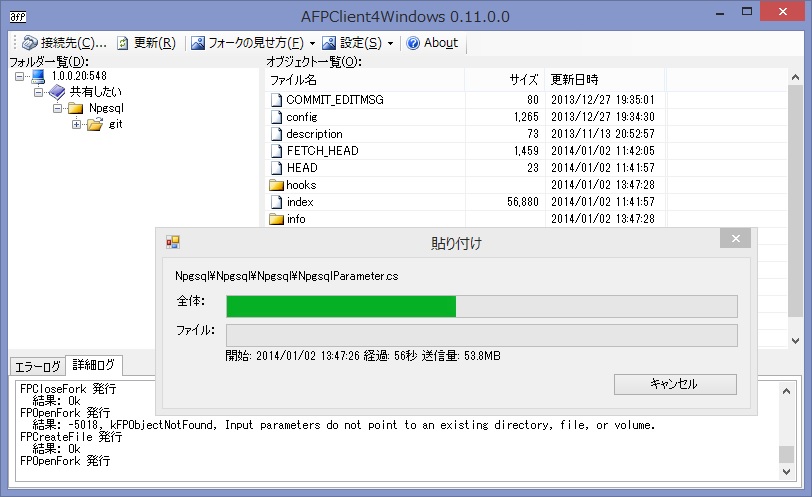 afp
AFPClient4Windows 0.11.0.0
接続先(C)... 更新(R) フォークの見せ方(F) 設定(S) About
フォルダ一覧(D):
1.0.0.20:548
共有したい
Npgsql
git
オブジェクト一覧(O):
ファイル名 サイズ 更新日時
COMMIT_EDITMSG 80 2013/12/27 19:35:01
config 1,265 2013/12/27 19:34:30
description 73 2013/11/13 20:52:57
FETCH_HEAD 1,459 2014/01/02 11:42:05
HEAD 23 2014/01/02 11:41:57
hooks 2014/01/02 13:47:28
index 56,880 2014/01/02 11:41:57
info 2014/01/02 13:47:28
貼り付け
Npgsql¥Npgsql¥Npgsql¥NpgsqlParameter.cs
全体:
ファイル:
開始: 2014/01/02 13:47:26 経過: 56秒 送信量: 53.8MB
キャンセル
エラーログ 詳細ログ
FPCloseFork 発行
結果: Ok
FPOpenFork 発行
結果: -5018, kFPObjectNotFound, Input parameters do not point to an existing directory, file, or volume.
FPCreateFile 発行
結果: Ok
FPOpenFork 発行